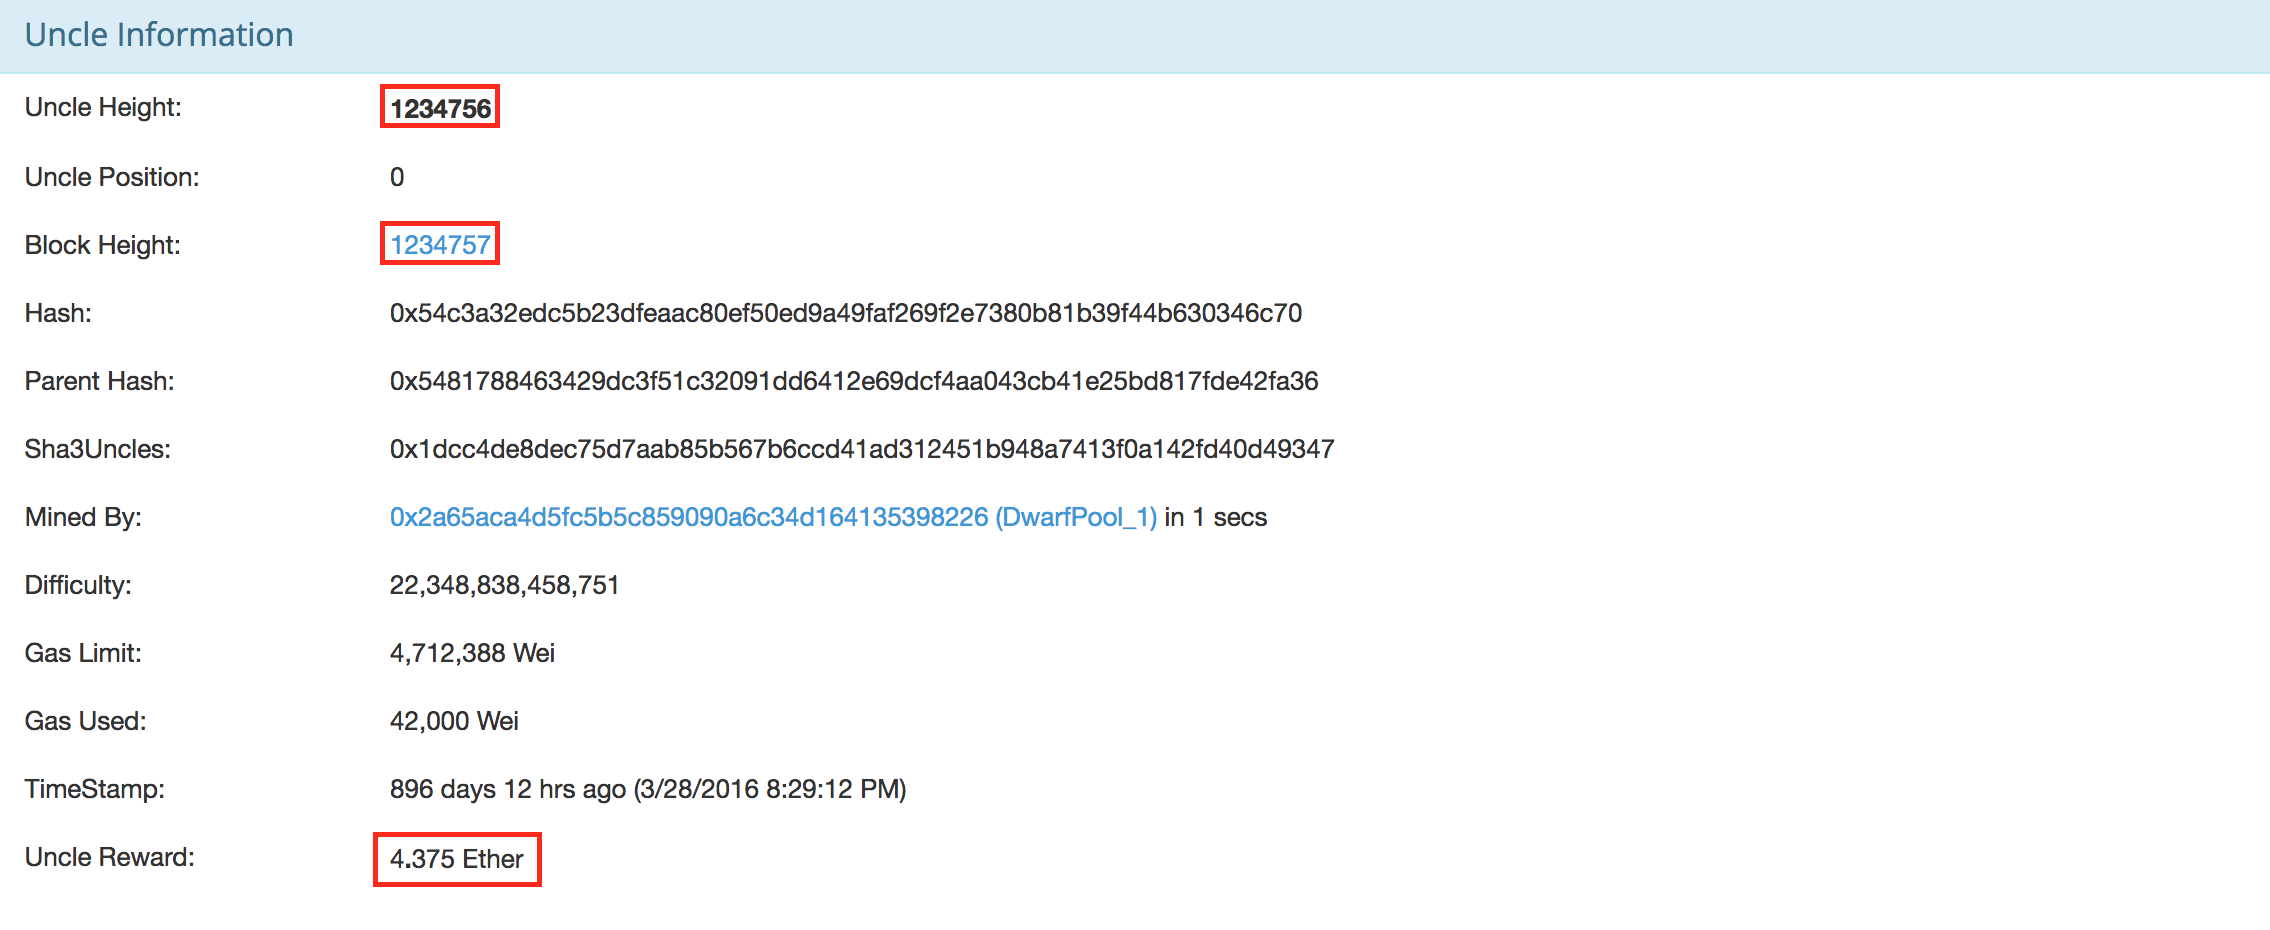 Uncle Information
Uncle Height: 1234756
Uncle Position: 0
Block Height: 1234757
Hash: 0x54c3a32edc5b23dfeaac80ef50ed9a49faf269f2e7380b81b39f44b630346c70
Parent Hash: 0x5481788463429dc3f51c32091dd6412e69dcf4aa043cb41e25bd817fde42fa36
Sha3Uncles: 0x1dcc4de8dec75d7aab85b567b6ccd41ad312451b948a7413f0a142fd40d49347
Mined By: 0x2a65aca4d5fc5b5c859090a6c34d164135398226 (DwarfPool_1) in 1 secs
Difficulty: 22,348,838,458,751
Gas Limit: 4,712,388 Wei
Gas Used: 42,000 Wei
TimeStamp: 896 days 12 hrs ago (3/28/2016 8:29:12 PM)
Uncle Reward: 4.375 Ether